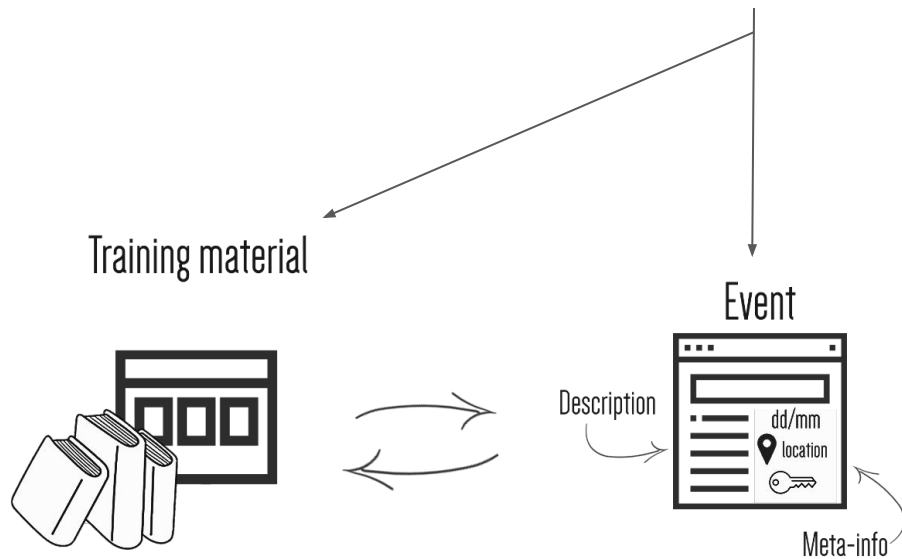 Training material
Event
Description
dd/mm
location
Meta-info